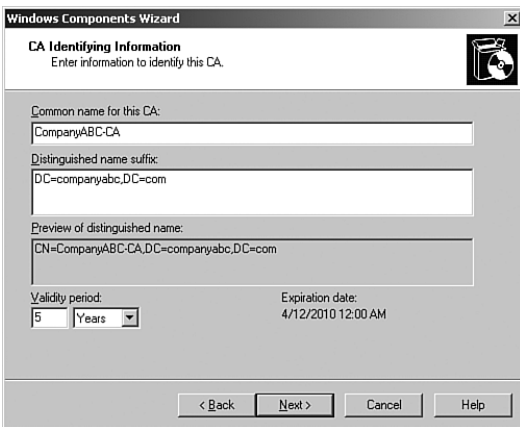 Windows Components Wizard
CA Identifying Information
Enter information to identify this CA.
Common name for this CA:
CompanyABC-CA
Distinguished name suffix:
DC=companyabc,DC=com
Preview of distinguished name:
CN=CompanyABC-CA,DC=companyabc,DC=com
Validity period:
Expiration date:
5 Years
4/12/2010 12:00 AM
< Back Next > Cancel Help